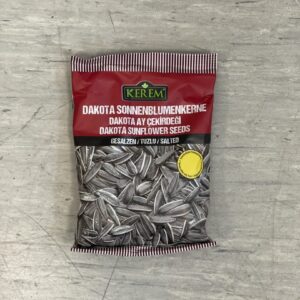 KEREM
DAKOTA SONNENBLUMENKERNE
DAKOTA AY ÇEKİRDEĞİ
DAKOTA SUNFLOWER SEEDS
GESALZEN / TUZLU / SALTED